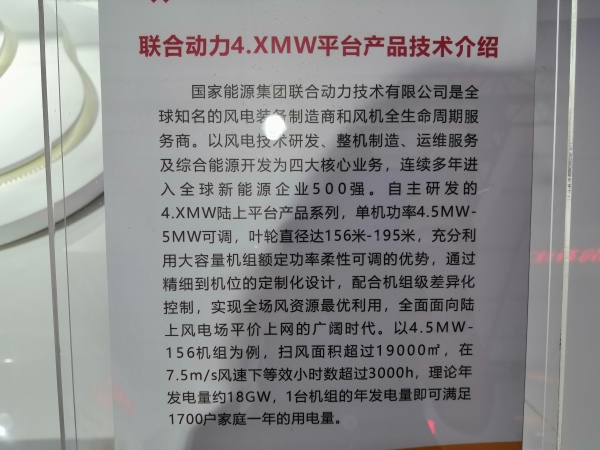 联合动力4.XMW平台产品技术介绍
国家能源集团联合动力技术有限公司是全
球知名的风电装备制造商和风机全生命周期服
务商。以风电技术研发、整机制造、运维服务
及综合能源开发为四大核心业务，连续多年进
入全球新能源企业500强。自主研发的
4.XMW陆上平台产品系列，单机功率4.5MW-
5MW可调，叶轮直径达156米-195米，充分利
用大容量机组额定功率柔性可调的优势，通过
精细到机位的定制化设计，配合机组级差异化
控制，实现全场风资源最优利用，全面面向陆
上风电场平价上网的广阔时代。以4.5MW-
156机组为例，扫风面积超过19000㎡，在
7.5m/s风速下等效小时数超过3000h，理论年
发电量约18GW，1台机组的年发电量即可满足
1700户家庭一年的用电量。